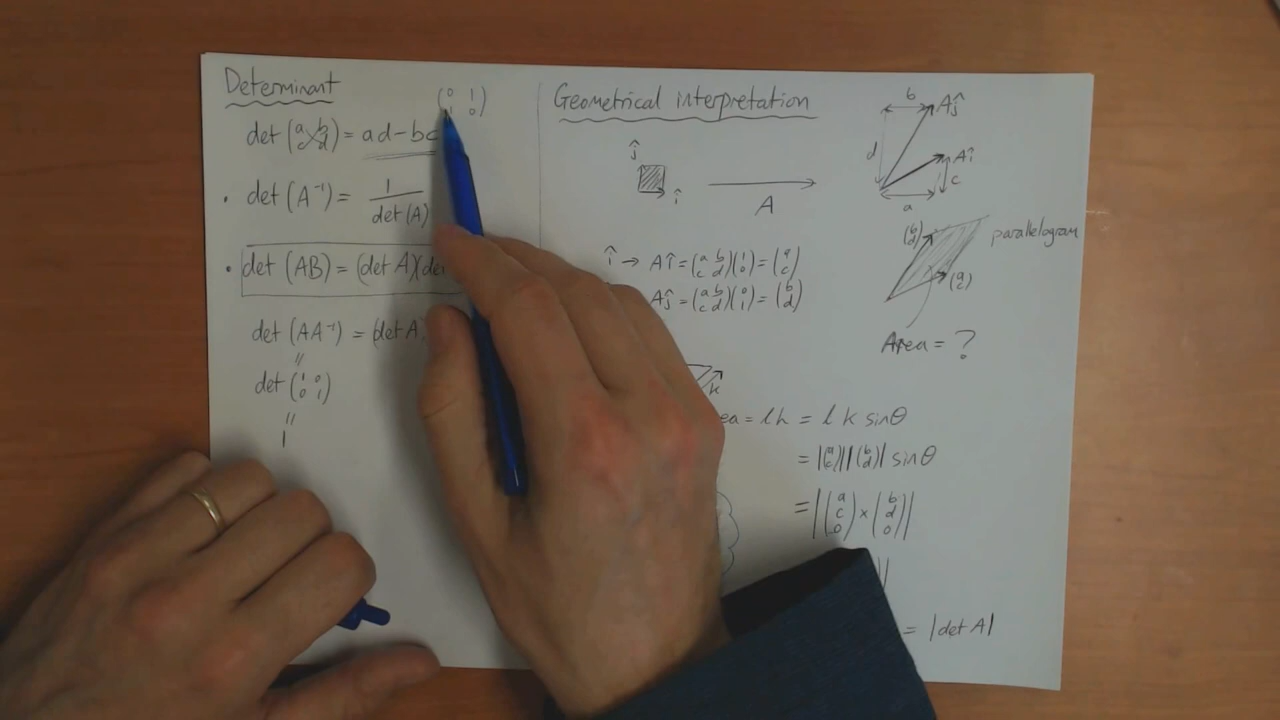 Determinant
(0 1
1 0)
det (a b
c d) = ad - bc
• det (A⁻¹) = 1/det(A)
• det (AB) = (det A)(de
det (AA⁻¹) = (det A)
=
det (1 0
0 1)
=
1
Geometrical interpretation
ĵ
î
A
b
Aĵ
d
Aî
c
a
(b
d)
parallelogram
(a
c)
î → Aî = (a b
c d)(1
0) = (a
c)
Aĵ = (a b
c d)(0
1) = (b
d)
Area = ?
k
ea = lh = l k sinθ
= |(a
c)||(b
d)| sinθ
= |(a
c
0) × (b
d
0)|
= |det A|